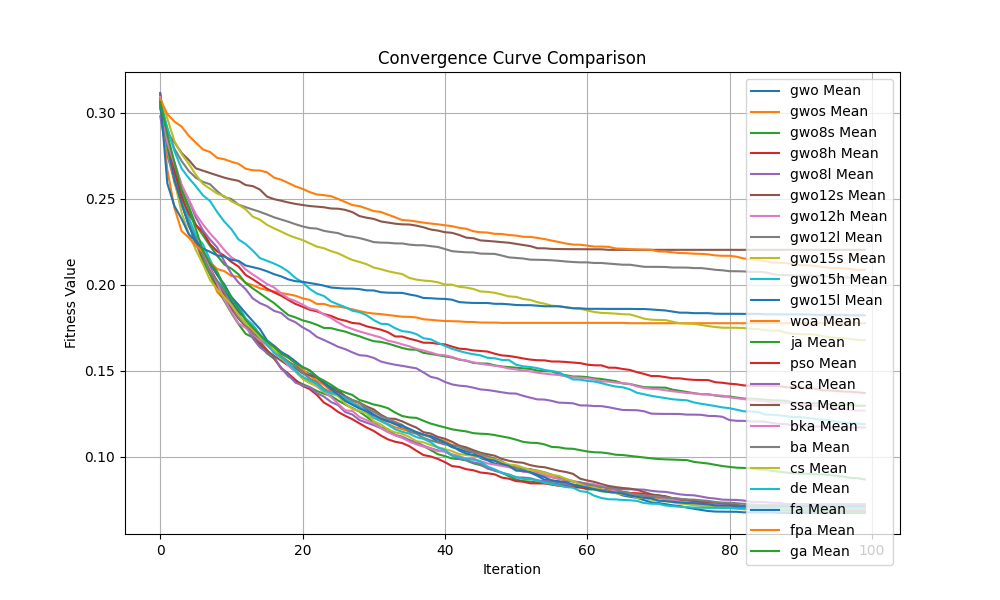 Convergence Curve Comparison
Fitness Value
0.30
0.25
0.20
0.15
0.10
0
20
40
60
80
100
Iteration
gwo Mean
gwos Mean
gwo8s Mean
gwo8h Mean
gwo8l Mean
gwo12s Mean
gwo12h Mean
gwo12l Mean
gwo15s Mean
gwo15h Mean
gwo15l Mean
woa Mean
ja Mean
pso Mean
sca Mean
ssa Mean
bka Mean
ba Mean
cs Mean
de Mean
fa Mean
fpa Mean
ga Mean